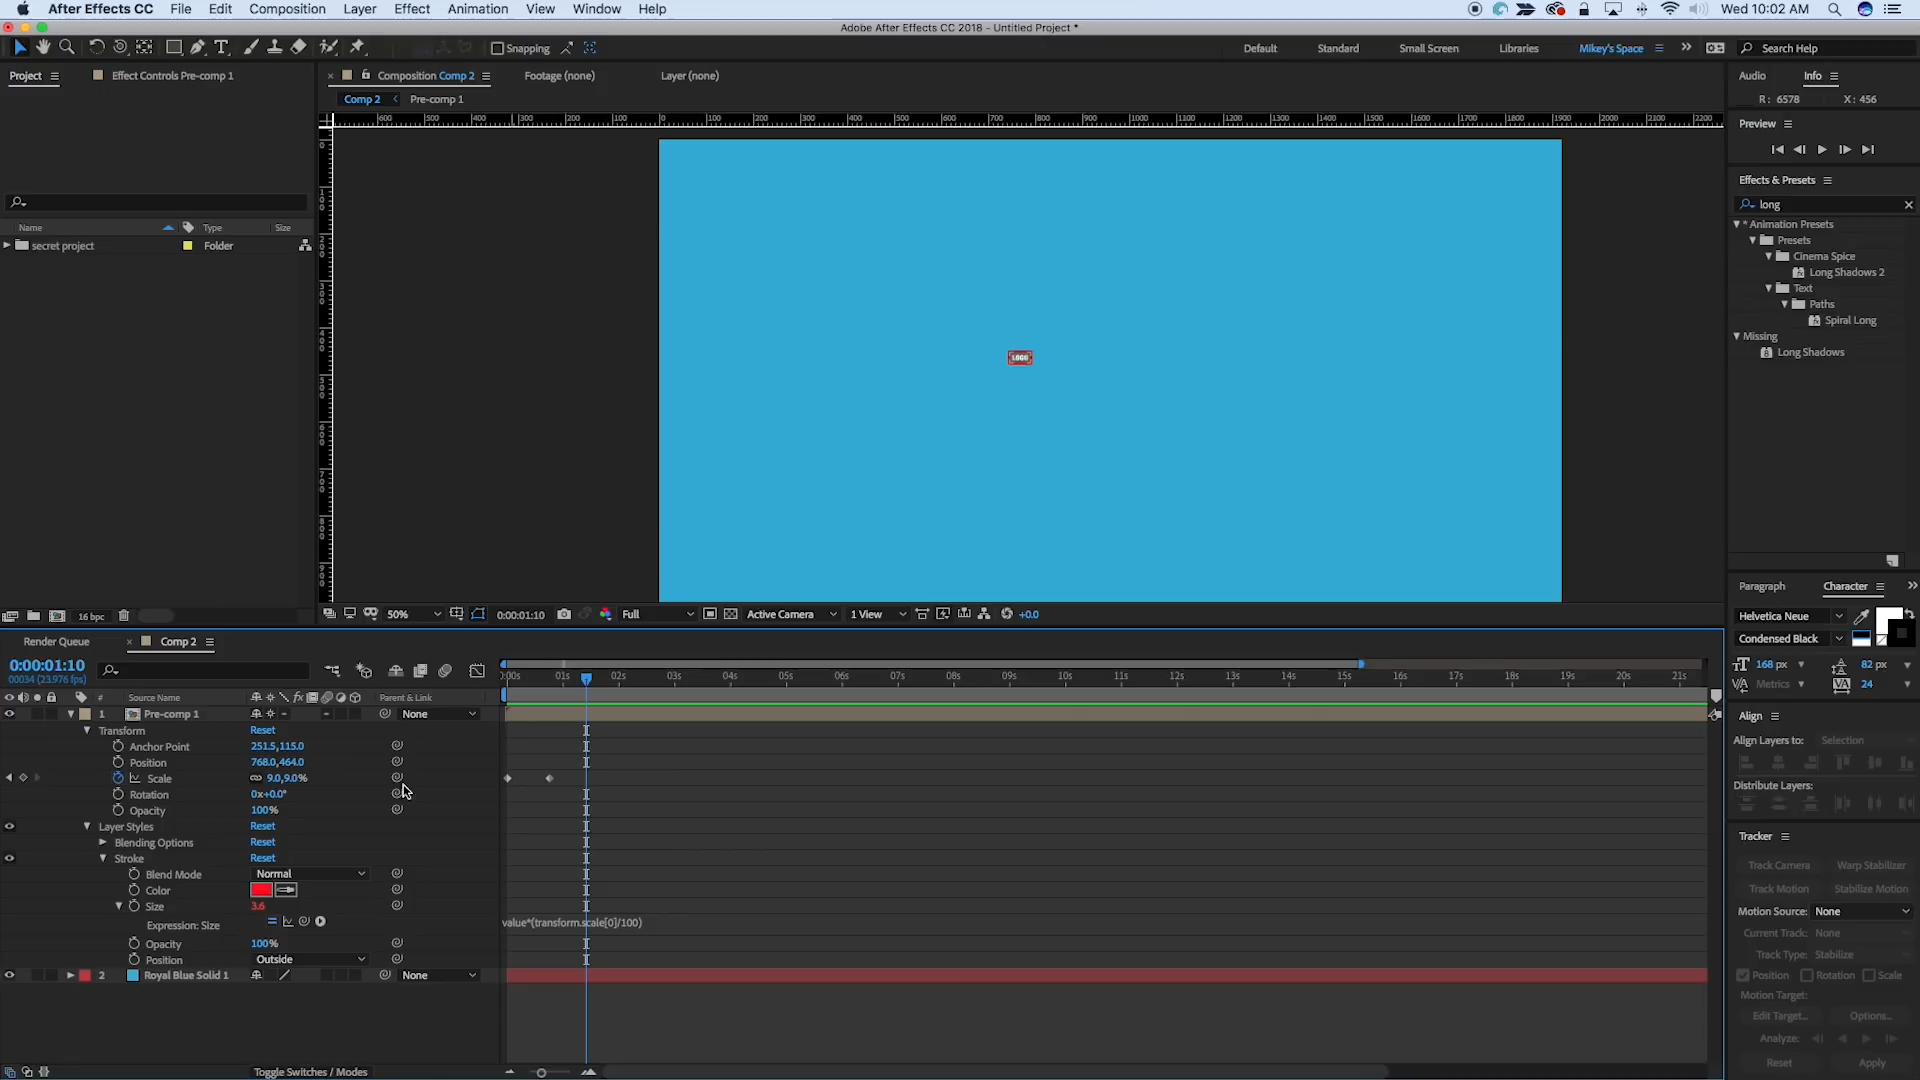 After Effects CC File Edit Composition Layer Effect Animation View Window Help Wed 10:02 AM
Adobe After Effects CC 2018 - Untitled Project *
Snapping Default Standard Small Screen Libraries Mikey's Space Search Help
Project Effect Controls Pre-comp 1 Composition Comp 2 Footage (none) Layer (none) Audio Info
Comp 2 Pre-comp 1 R: 6578 X: 456
Preview
Effects & Presets
long
* Animation Presets
Presets
Cinema Spice
Long Shadows 2
Text
Paths
Spiral Long
Missing
Long Shadows
Name Type Size
secret project Folder
LOGO
16 bpc 50% 0:00:01:10 Full Active Camera 1 View +0.0
Paragraph Character
Helvetica Neue
Condensed Black
168 px 82 px
Metrics 24
Align
Align Layers to: Selection
Distribute Layers:
Tracker
Track Camera Warp Stabilizer
Track Motion Stabilize Motion
Motion Source: None
Current Track: None
Track Type: Stabilize
Position Rotation Scale
Motion Target:
Edit Target... Options...
Analyze:
Reset Apply
Render Queue Comp 2
0:00:01:10
00034 (23.976 fps)
0:00s 01s 02s 03s 04s 05s 06s 07s 08s 09s 10s 11s 12s 13s 14s 15s 16s 17s 18s 19s 20s 21s
# Source Name Parent & Link
1 Pre-comp 1 None
Transform Reset
Anchor Point 251.5,115.0
Position 768.0,464.0
Scale 9.0,9.0%
Rotation 0x+0.0°
Opacity 100%
Layer Styles Reset
Blending Options Reset
Stroke Reset
Blend Mode Normal
Color
Size 3.6
Expression: Size value*(transform.scale[0]/100)
Opacity 100%
Position Outside
2 Royal Blue Solid 1 None
Toggle Switches / Modes